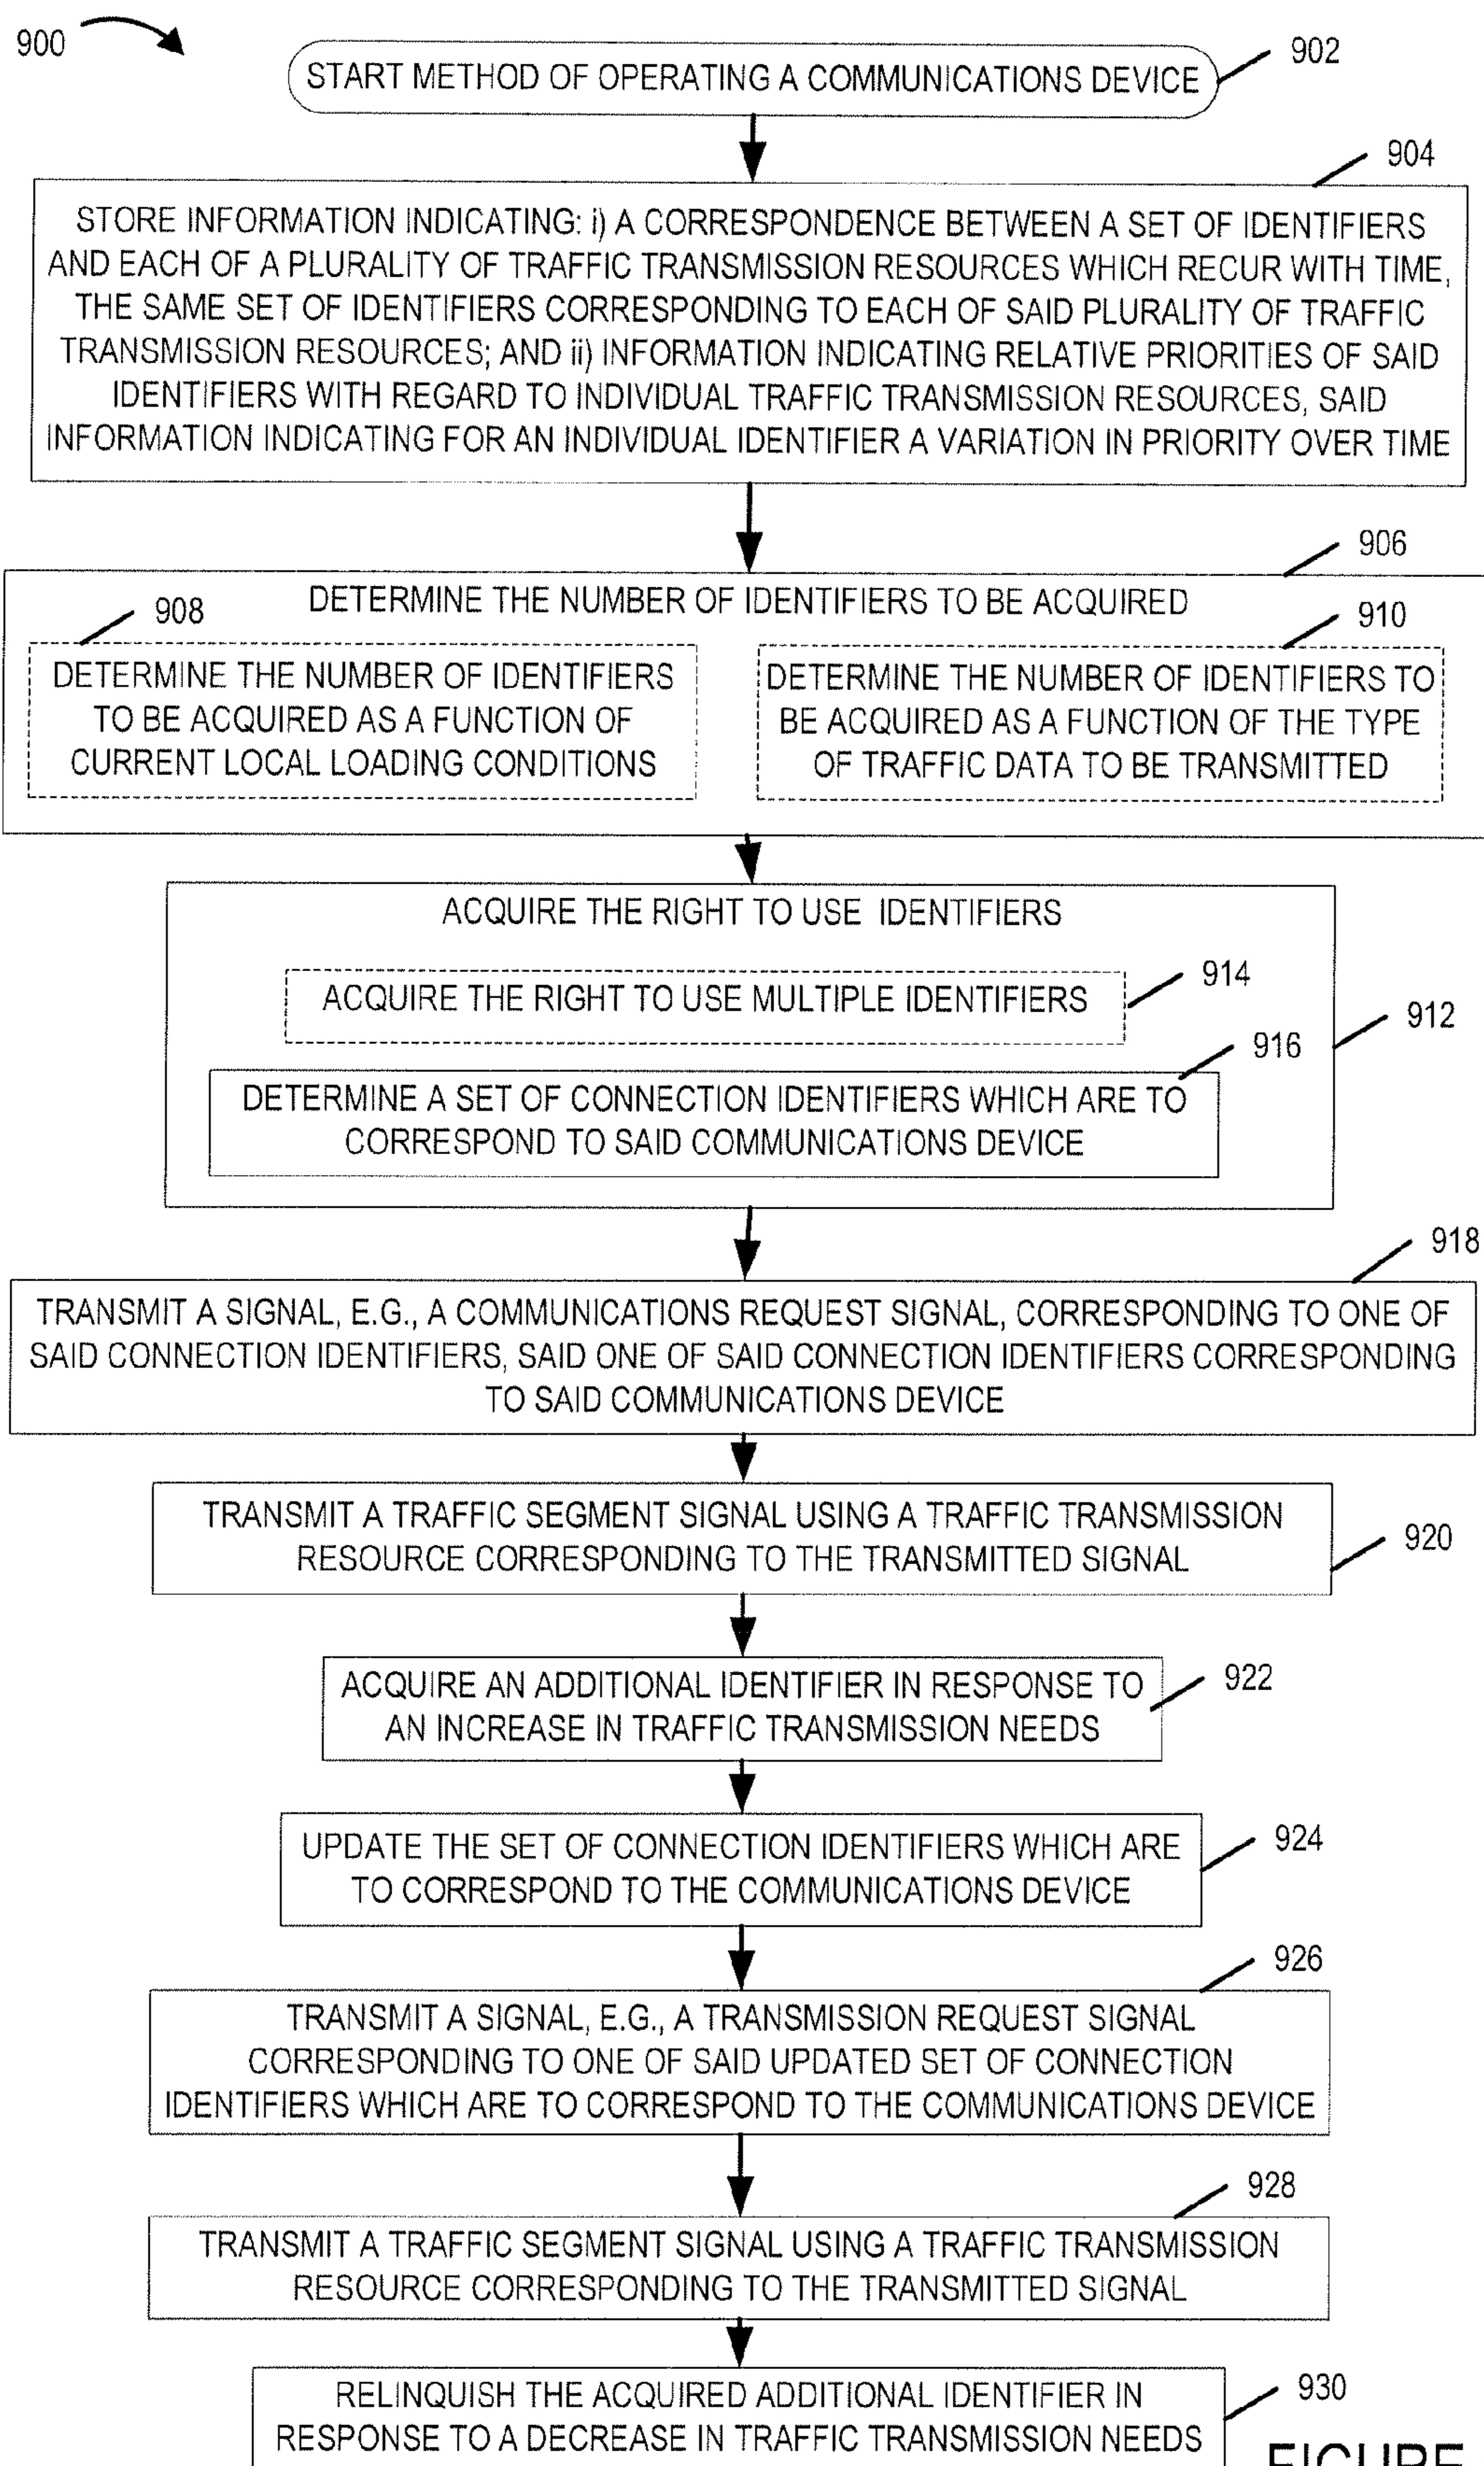 900
START METHOD OF OPERATING A COMMUNICATIONS DEVICE
902
904
STORE INFORMATION INDICATING: i) A CORRESPONDENCE BETWEEN A SET OF IDENTIFIERS
AND EACH OF A PLURALITY OF TRAFFIC TRANSMISSION RESOURCES WHICH RECUR WITH TIME,
THE SAME SET OF IDENTIFIERS CORRESPONDING TO EACH OF SAID PLURALITY OF TRAFFIC
TRANSMISSION RESOURCES; AND ii) INFORMATION INDICATING RELATIVE PRIORITIES OF SAID
IDENTIFIERS WITH REGARD TO INDIVIDUAL TRAFFIC TRANSMISSION RESOURCES, SAID
INFORMATION INDICATING FOR AN INDIVIDUAL IDENTIFIER A VARIATION IN PRIORITY OVER TIME
906
DETERMINE THE NUMBER OF IDENTIFIERS TO BE ACQUIRED
908
DETERMINE THE NUMBER OF IDENTIFIERS
TO BE ACQUIRED AS A FUNCTION OF
CURRENT LOCAL LOADING CONDITIONS
910
DETERMINE THE NUMBER OF IDENTIFIERS TO
BE ACQUIRED AS A FUNCTION OF THE TYPE
OF TRAFFIC DATA TO BE TRANSMITTED
ACQUIRE THE RIGHT TO USE IDENTIFIERS
914
ACQUIRE THE RIGHT TO USE MULTIPLE IDENTIFIERS
912
916
DETERMINE A SET OF CONNECTION IDENTIFIERS WHICH ARE TO
CORRESPOND TO SAID COMMUNICATIONS DEVICE
918
TRANSMIT A SIGNAL, E.G., A COMMUNICATIONS REQUEST SIGNAL, CORRESPONDING TO ONE OF
SAID CONNECTION IDENTIFIERS, SAID ONE OF SAID CONNECTION IDENTIFIERS CORRESPONDING
TO SAID COMMUNICATIONS DEVICE
TRANSMIT A TRAFFIC SEGMENT SIGNAL USING A TRAFFIC TRANSMISSION
RESOURCE CORRESPONDING TO THE TRANSMITTED SIGNAL
920
ACQUIRE AN ADDITIONAL IDENTIFIER IN RESPONSE TO
AN INCREASE IN TRAFFIC TRANSMISSION NEEDS
922
UPDATE THE SET OF CONNECTION IDENTIFIERS WHICH ARE
TO CORRESPOND TO THE COMMUNICATIONS DEVICE
924
926
TRANSMIT A SIGNAL, E.G., A TRANSMISSION REQUEST SIGNAL
CORRESPONDING TO ONE OF SAID UPDATED SET OF CONNECTION
IDENTIFIERS WHICH ARE TO CORRESPOND TO THE COMMUNICATIONS DEVICE
928
TRANSMIT A TRAFFIC SEGMENT SIGNAL USING A TRAFFIC TRANSMISSION
RESOURCE CORRESPONDING TO THE TRANSMITTED SIGNAL
RELINQUISH THE ACQUIRED ADDITIONAL IDENTIFIER IN
RESPONSE TO A DECREASE IN TRAFFIC TRANSMISSION NEEDS
930
FIGURE